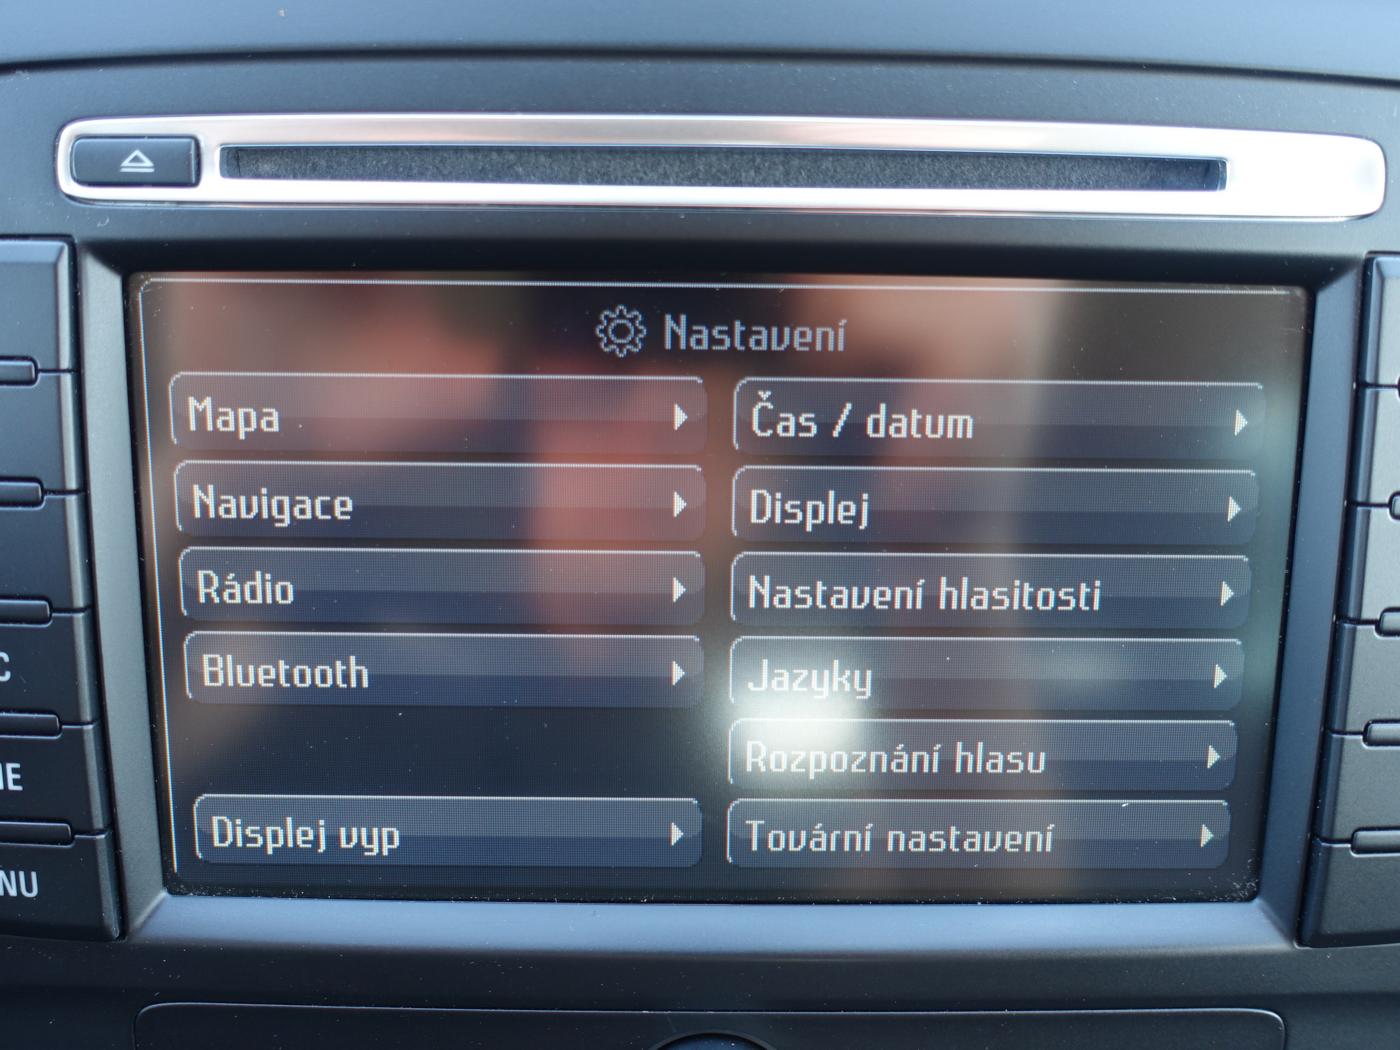 Nastavení
Mapa
Navigace
Rádio
Bluetooth
Displej vyp
Čas / datum
Displej
Nastavení hlasitosti
Jazyky
Rozpoznání hlasu
Tovární nastavení